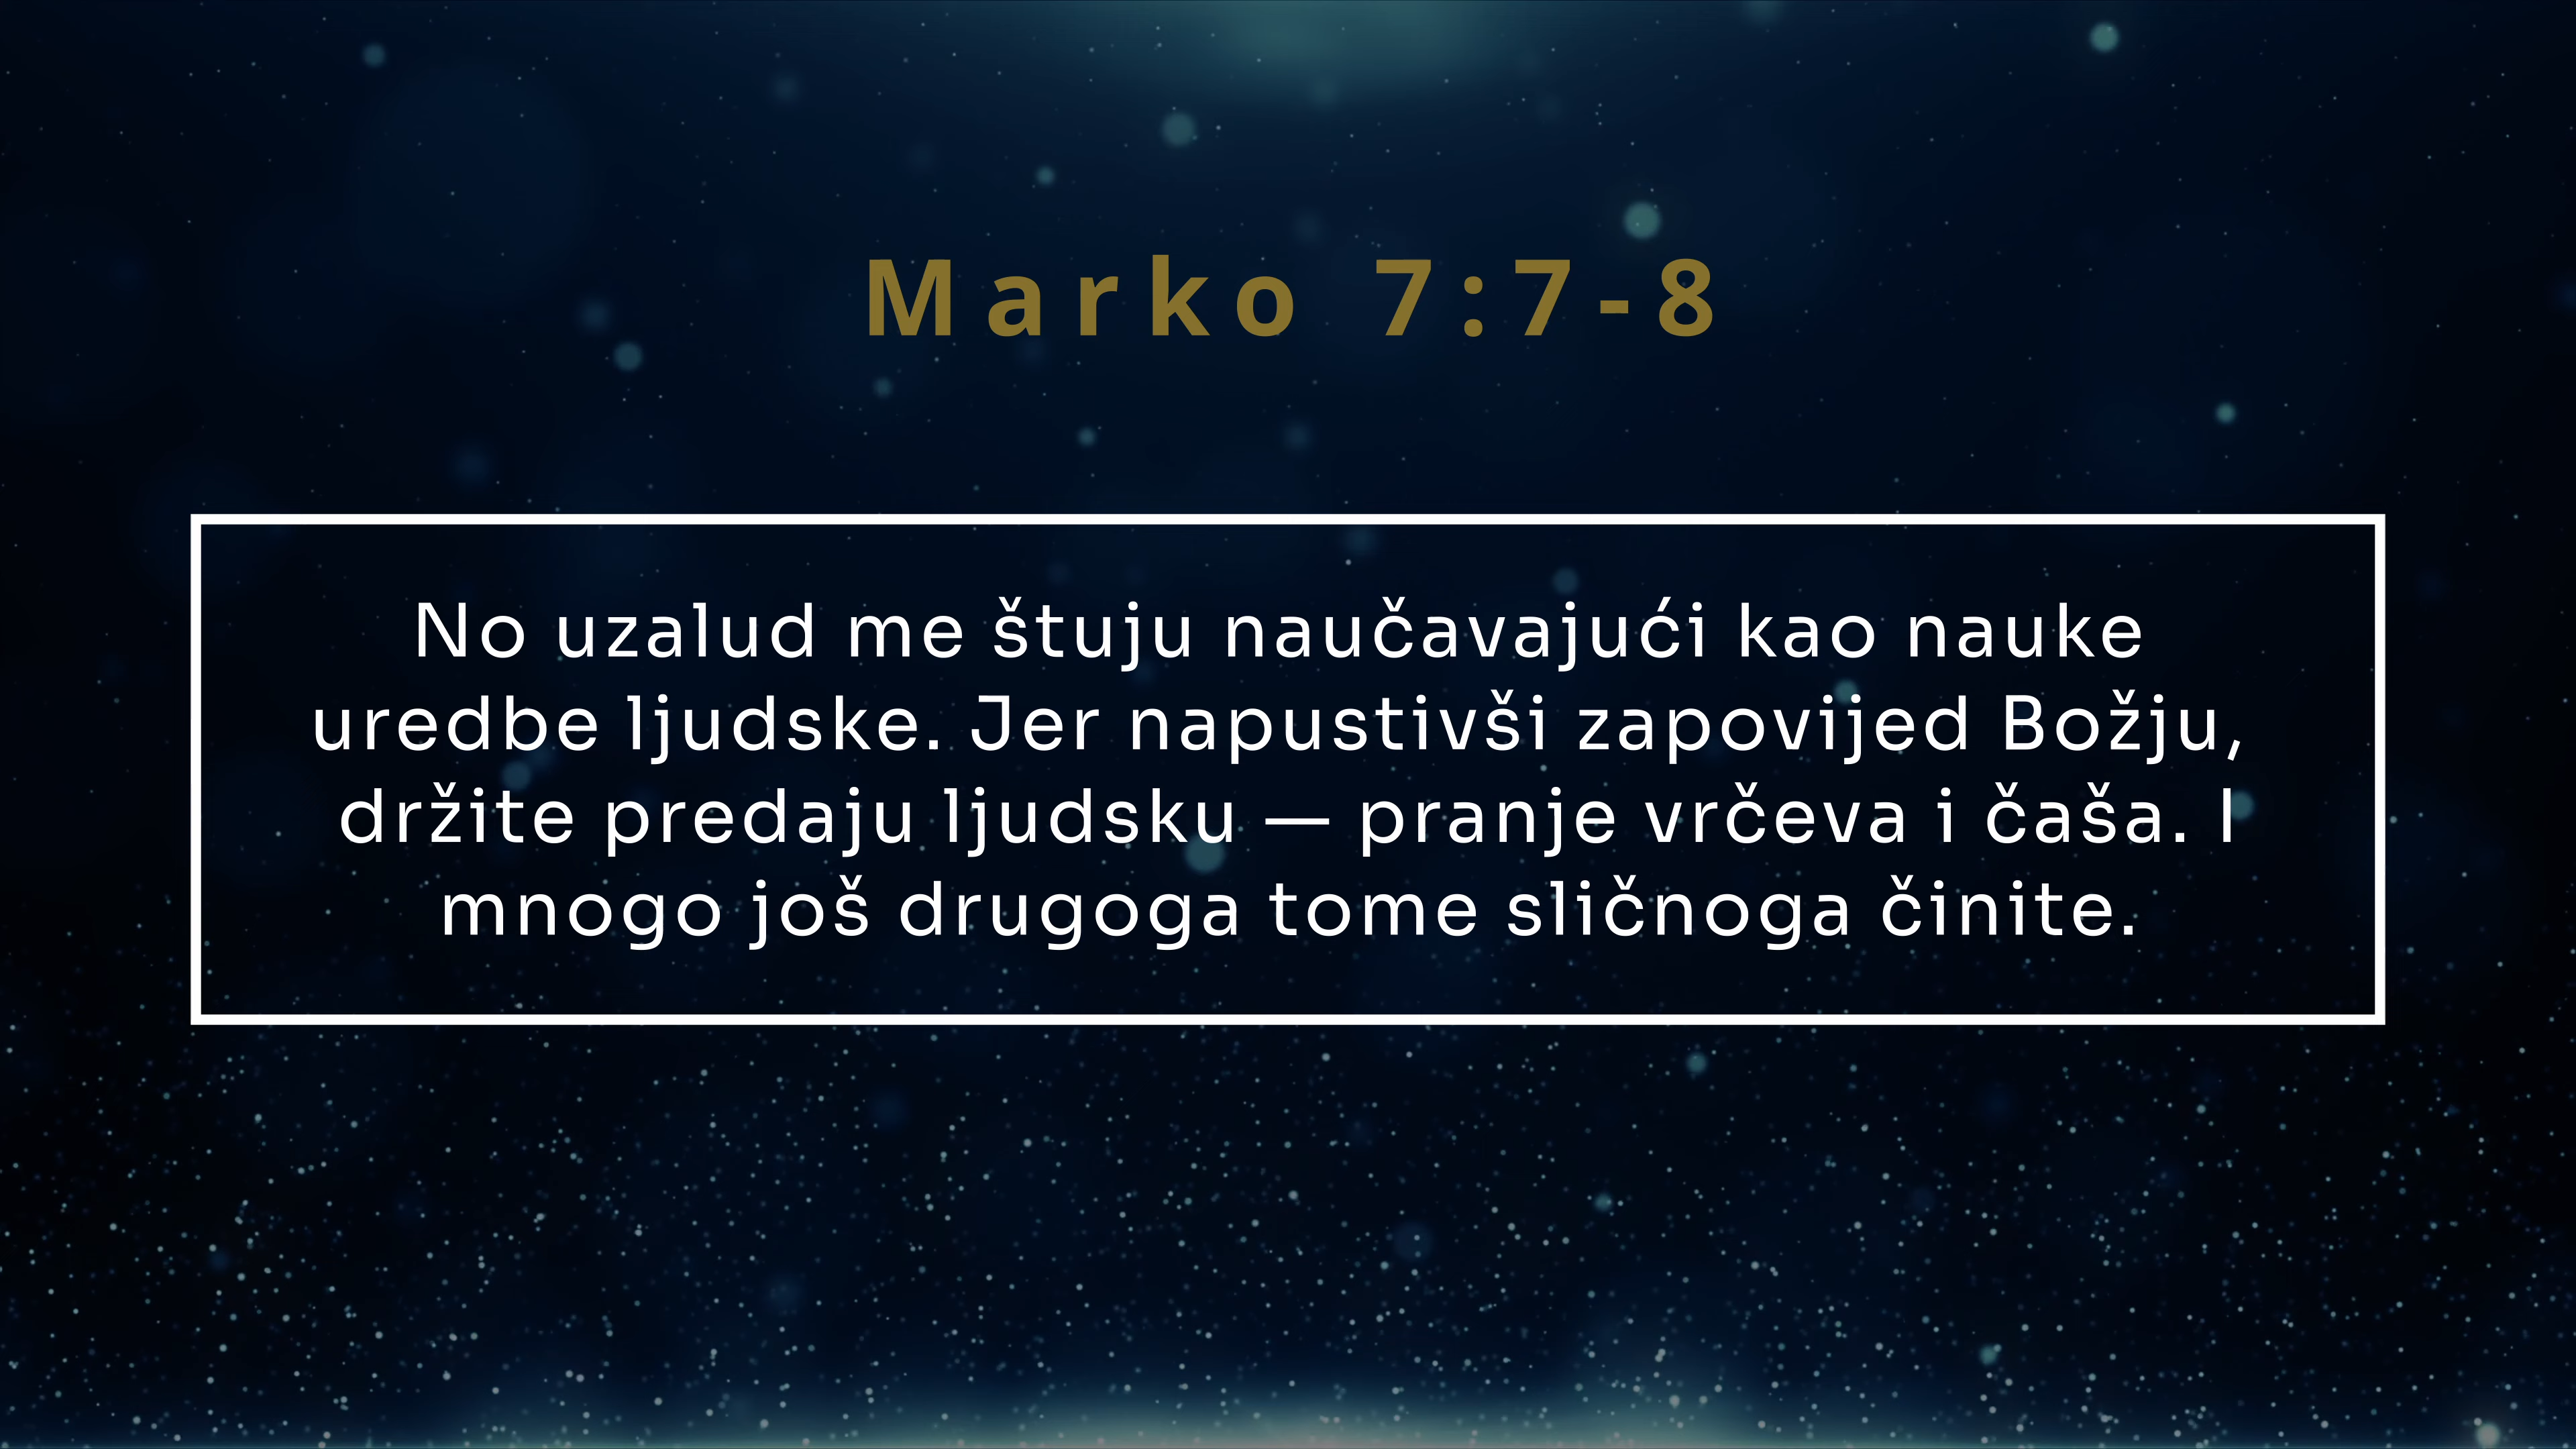 Marko 7:7-8
No uzalud me štuju naučavajući kao nauke
uredbe ljudske. Jer napustivši zapovijed Božju,
držite predaju ljudsku — pranje vrčeva i čaša. I
mnogo još drugoga tome sličnoga činite.